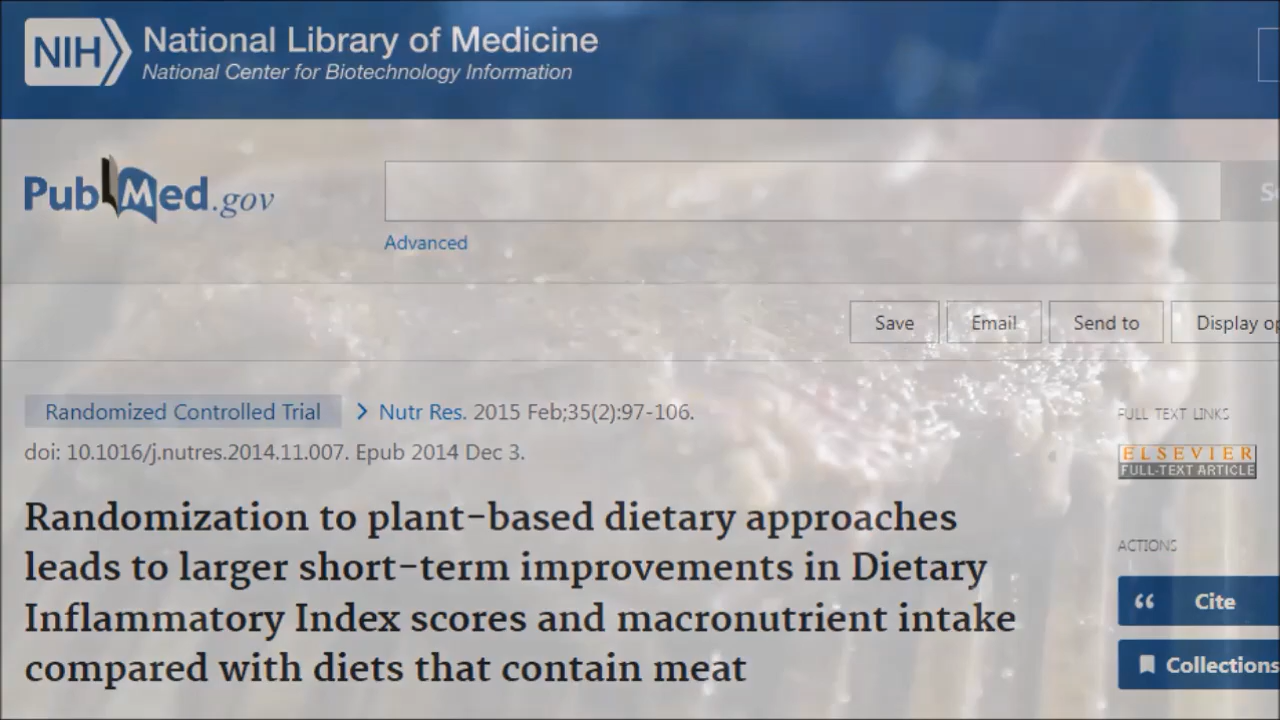 NIH National Library of Medicine
National Center for Biotechnology Information
PubMed.gov
Advanced
Save Email Send to Display
Randomized Controlled Trial > Nutr Res. 2015 Feb;35(2):97-106.
FULL TEXT LINKS
doi: 10.1016/j.nutres.2014.11.007. Epub 2014 Dec 3.
ELSEVIER
FULL-TEXT ARTICLE
Randomization to plant-based dietary approaches
leads to larger short-term improvements in Dietary
Inflammatory Index scores and macronutrient intake
compared with diets that contain meat
ACTIONS
Cite
Collections